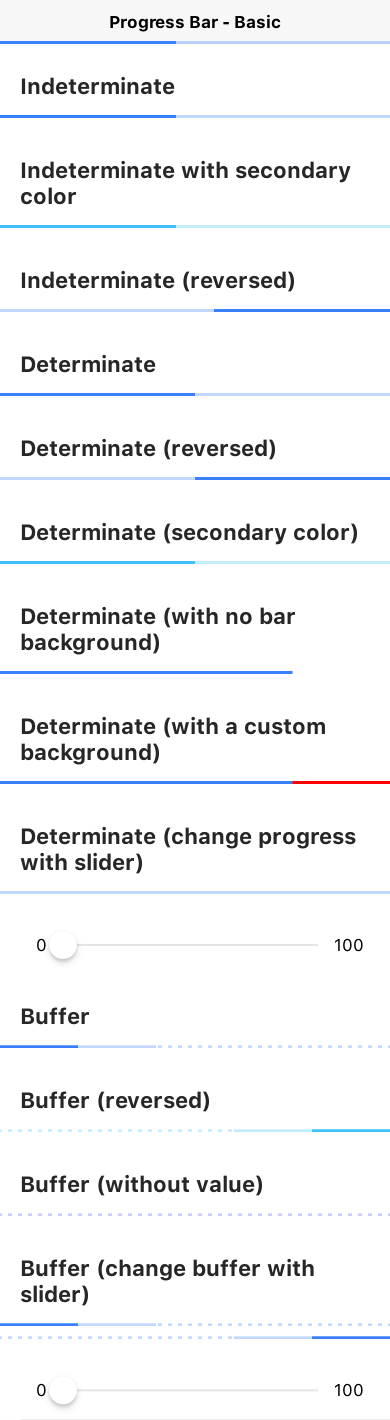 Progress Bar - Basic
Indeterminate
Indeterminate with secondary
color
Indeterminate (reversed)
Determinate
Determinate (reversed)
Determinate (secondary color)
Determinate (with no bar
background)
Determinate (with a custom
background)
Determinate (change progress
with slider)
0 100
Buffer
Buffer (reversed)
Buffer (without value)
Buffer (change buffer with
slider)
0 100